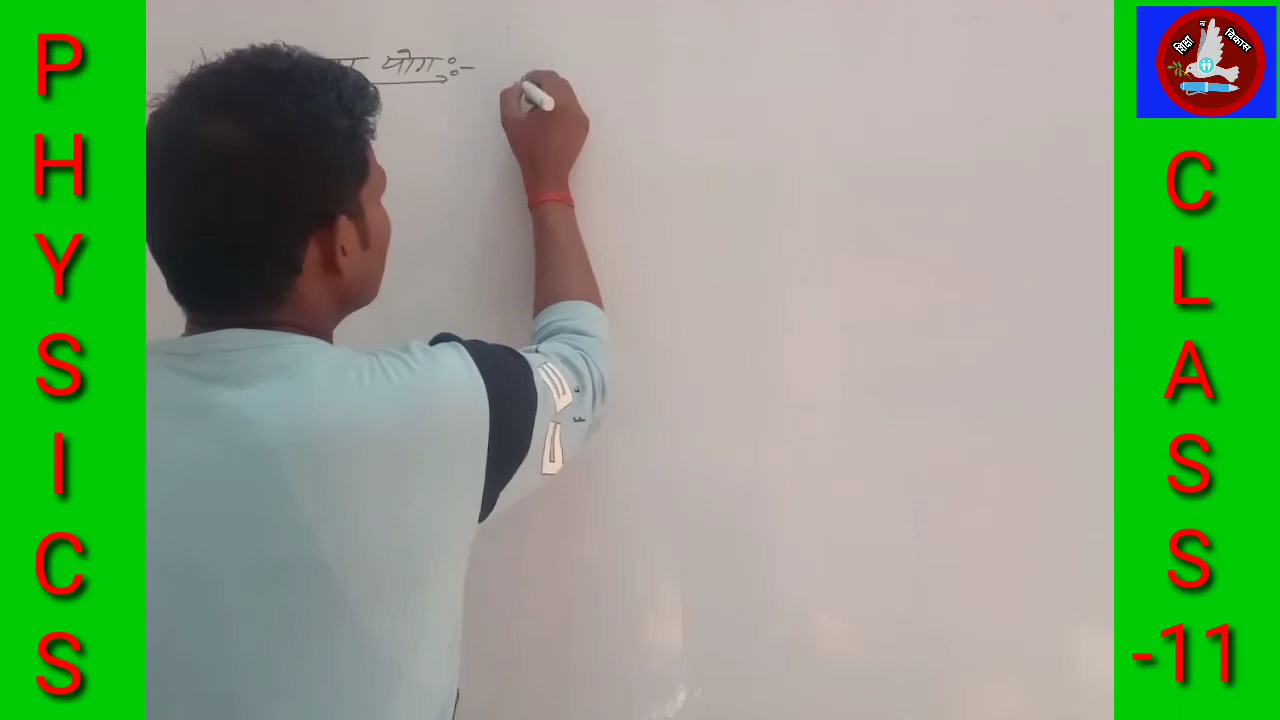 PHYSICS
योग :-
शिक्षा
व
विकास
CLASS
-11